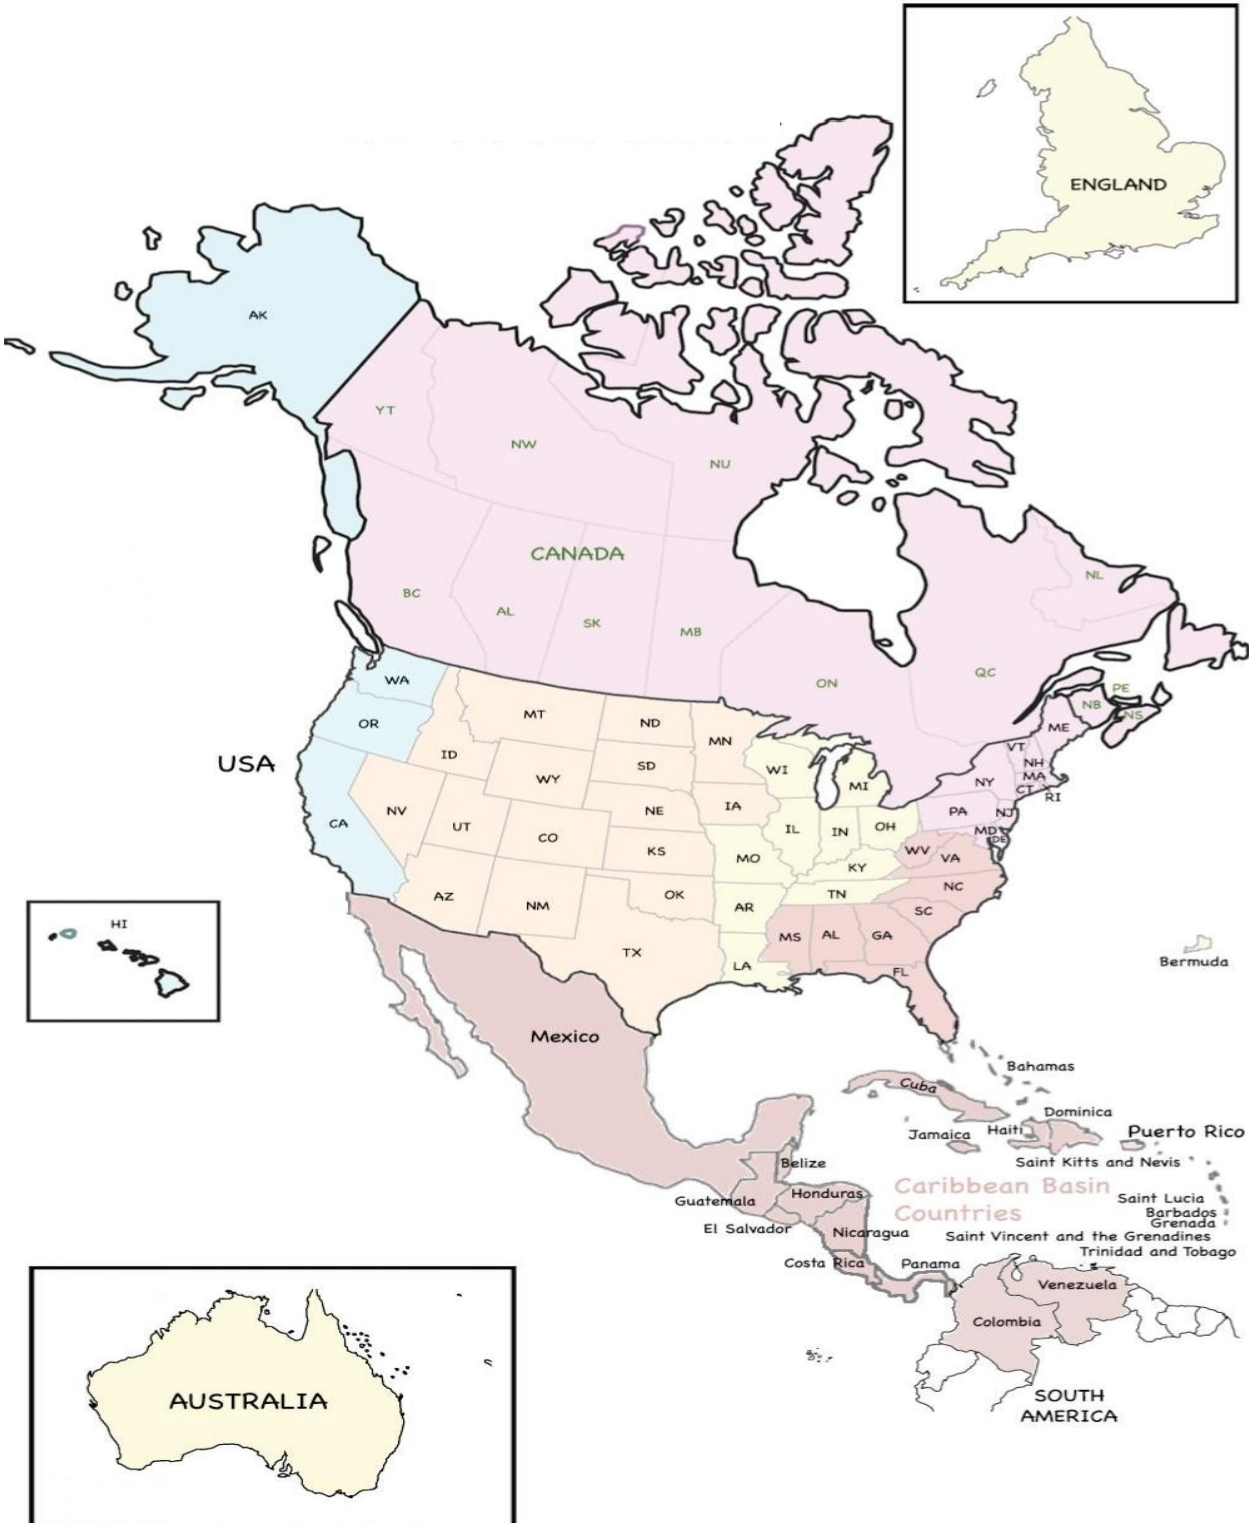 ENGLAND
AK
YT
NW
NU
CANADA
BC
AL
SK
MB
ON
QC
NL
PE
NB
NS
USA
WA
OR
CA
MT
ID
NV
UT
AZ
WY
CO
NM
ND
SD
NE
KS
OK
TX
MN
IA
MO
AR
LA
WI
IL
MI
IN
OH
KY
TN
MS
AL
GA
FL
SC
NC
VA
WV
PA
NY
NJ
MD
DE
VT
NH
MA
CT
RI
ME
HI
Bermuda
Mexico
Bahamas
Cuba
Dominica
Jamaica
Haiti
Puerto Rico
Saint Kitts and Nevis
Belize
Guatemala
Honduras
El Salvador
Nicaragua
Costa Rica
Panama
Caribbean Basin
Countries
Saint Lucia
Barbados
Grenada
Saint Vincent and the Grenadines
Trinidad and Tobago
Venezuela
Colombia
SOUTH
AMERICA
AUSTRALIA